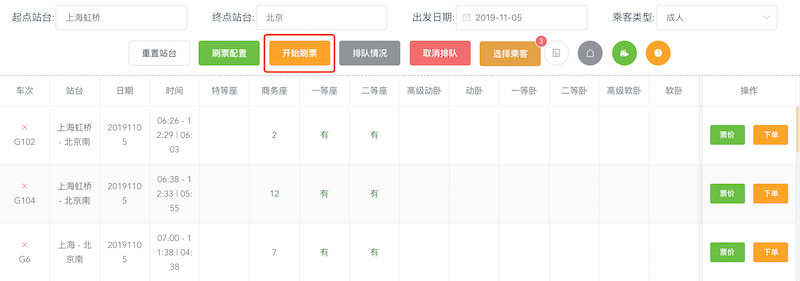 起点站台: 上海虹桥 终点站台: 北京 出发日期: 2019-11-05 乘客类型: 成人
重置站台 刷票配置 开始刷票 排队情况 取消排队 选择乘客 3
车次 站台 日期 时间 特等座 商务座 一等座 二等座 高级动卧 动卧 一等卧 二等卧 高级软卧 软卧 操作
× G102 上海虹桥 - 北京南 20191105 06:26 - 12:29 | 06:03 2 有 有 票价 下单
× G104 上海虹桥 - 北京南 20191105 06:38 - 12:33 | 05:55 12 有 有 票价 下单
× G6 上海 - 北京南 20191105 07:00 - 11:38 | 04:38 7 有 有 票价 下单